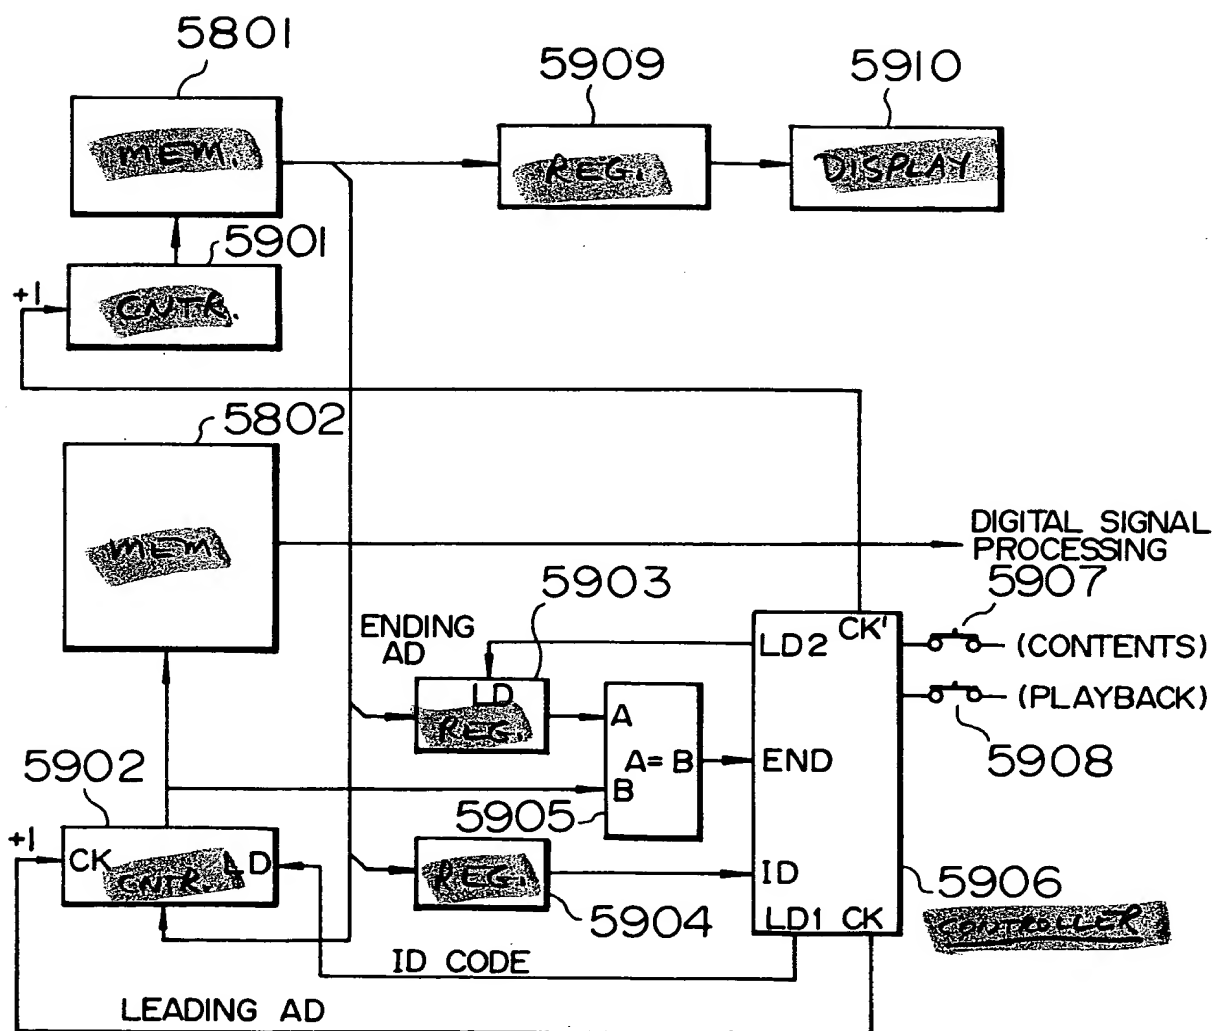 5801
5909
5910
MEM.
REG.
DISPLAY
5901
+1
CNTR.
5802
MEM
DIGITAL SIGNAL
PROCESSING
5903
5907
ENDING
AD
LD2
CK'
(CONTENTS)
LD
REG.
A
(PLAYBACK)
5902
A=B
END
5908
B
5905
+1
CK
CNTR.
LD
REG.
ID
5906
5904
LD1
CK
CONTROLLER
ID CODE
LEADING AD